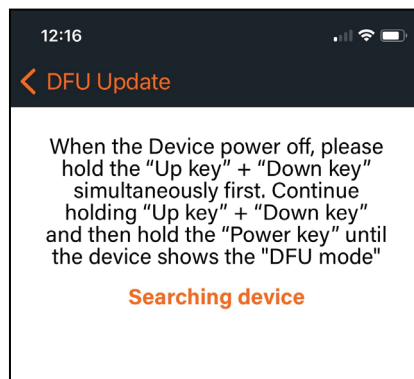 12:16
DFU Update
When the Device power off, please
hold the “Up key” + “Down key”
simultaneously first. Continue
holding “Up key” + “Down key”
and then hold the “Power key” until
the device shows the "DFU mode"
Searching device